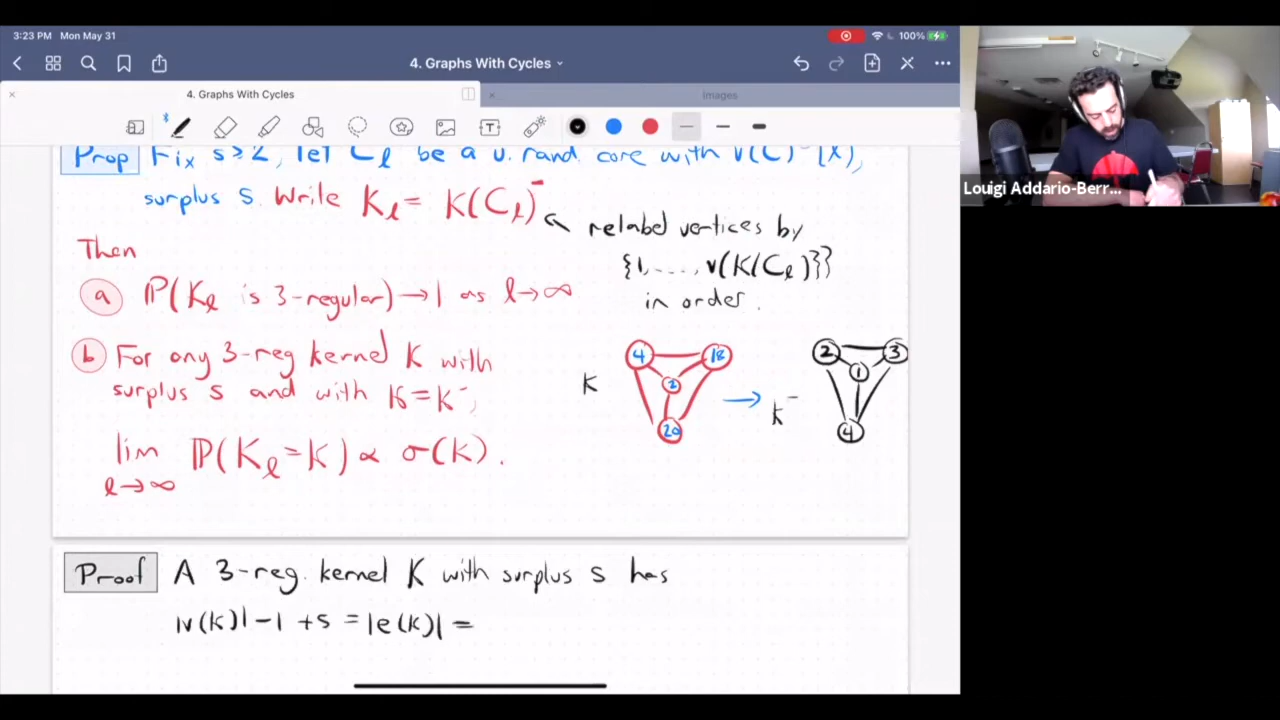 3:23 PM Mon May 31
100%
4. Graphs With Cycles
4. Graphs With Cycles
Images
Prop Fix s≥2, let Cℓ be a u. rand. core with v(C)=[ℓ],
surplus s. Write Kℓ = K(Cℓ)⁻
relabel vertices by
{1,....,v(K(Cℓ)}}
in order.
Then
a P(Kℓ is 3-regular)→1 as ℓ→∞
b For any 3-reg kernel K with
surplus s and with K=K⁻,
lim P(Kℓ=K) ∝ σ(K).
ℓ→∞
K
4 18
2
20
→ K⁻
2 3
1
4
Proof A 3-reg. kernel K with surplus s has
|v(K)|-1+s = |e(K)| =
Louigi Addario-Berr...